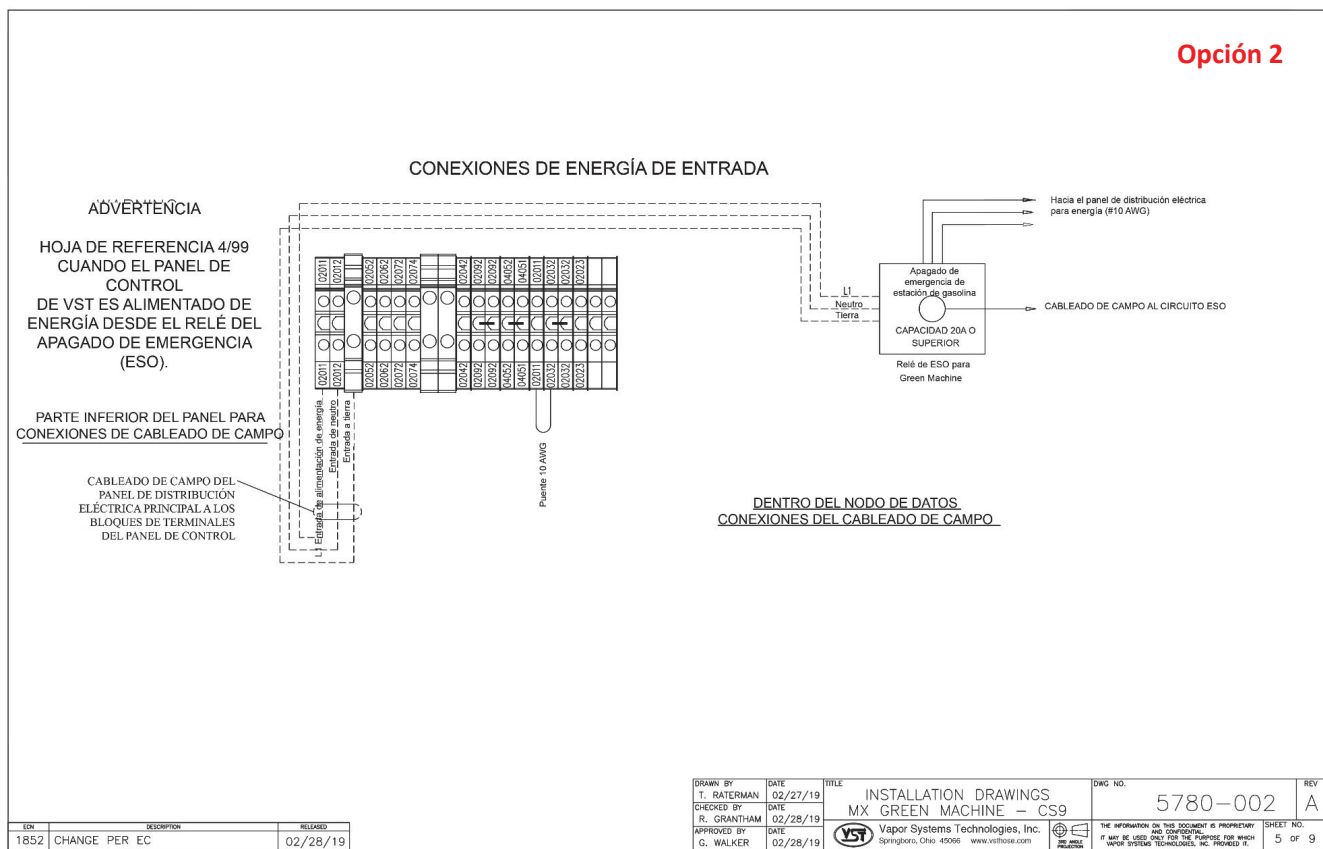 Opción 2
CONEXIONES DE ENERGÍA DE ENTRADA
ADVERTENCIA
HOJA DE REFERENCIA 4/99
CUANDO EL PANEL DE
CONTROL
DE VST ES ALIMENTADO DE
ENERGÍA DESDE EL RELÉ DEL
APAGADO DE EMERGENCIA
(ESO).
PARTE INFERIOR DEL PANEL PARA
CONEXIONES DE CABLEADO DE CAMPO
CABLEADO DE CAMPO DEL
PANEL DE DISTRIBUCIÓN
ELÉCTRICA PRINCIPAL A LOS
BLOQUES DE TERMINALES
DEL PANEL DE CONTROL
02011 02012 02052 02062 02072 02074 02042 02092 02092 04052 04051 02011 02032 02032 02023
02011 02012 02052 02062 02072 02074 02042 02092 02092 04052 04051 02011 02032 02032 02023
L1 Entrada de alimentación de energía
Entrada de neutro
Entrada a tierra
Puente 10 AWG
L1
Neutro
Tierra
Hacia el panel de distribución eléctrica
para energía (#10 AWG)
Apagado de
emergencia de
estación de gasolina
CAPACIDAD 20A O
SUPERIOR
CABLEADO DE CAMPO AL CIRCUITO ESO
Relé de ESO para
Green Machine
DENTRO DEL NODO DE DATOS
CONEXIONES DEL CABLEADO DE CAMPO
ECN DESCRIPTION RELEASED
1852 CHANGE PER EC 02/28/19
DRAWN BY DATE
T. RATERMAN 02/27/19
CHECKED BY DATE
R. GRANTHAM 02/28/19
APPROVED BY DATE
G. WALKER 02/28/19
TITLE
INSTALLATION DRAWINGS
MX GREEN MACHINE – CS9
VST
Vapor Systems Technologies, Inc.
Springboro, Ohio 45066 www.vsthose.com
3RD ANGLE
PROJECTION
DWG NO.
5780-002
REV
A
THE INFORMATION ON THIS DOCUMENT IS PROPRIETARY
AND CONFIDENTIAL.
IT MAY BE USED ONLY FOR THE PURPOSE FOR WHICH
VAPOR SYSTEMS TECHNOLOGIES, INC. PROVIDED IT.
SHEET NO.
5 OF 9